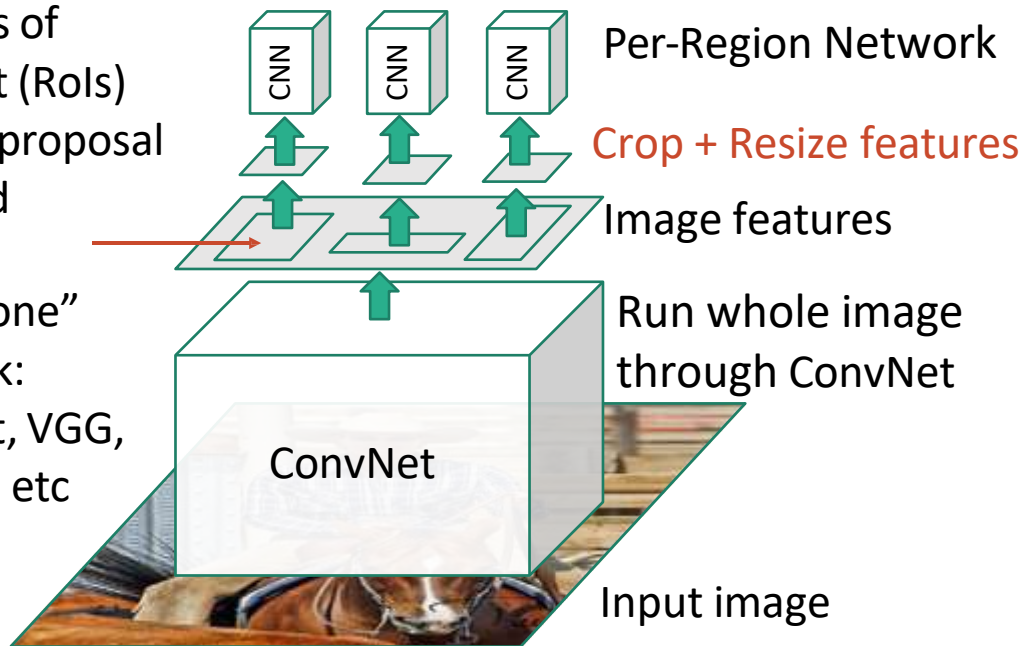 s of
t (RoIs)
proposal
d
one”
k:
t, VGG,
etc
CNN
CNN
CNN
Per-Region Network
Crop + Resize features
Image features
Run whole image
through ConvNet
ConvNet
Input image